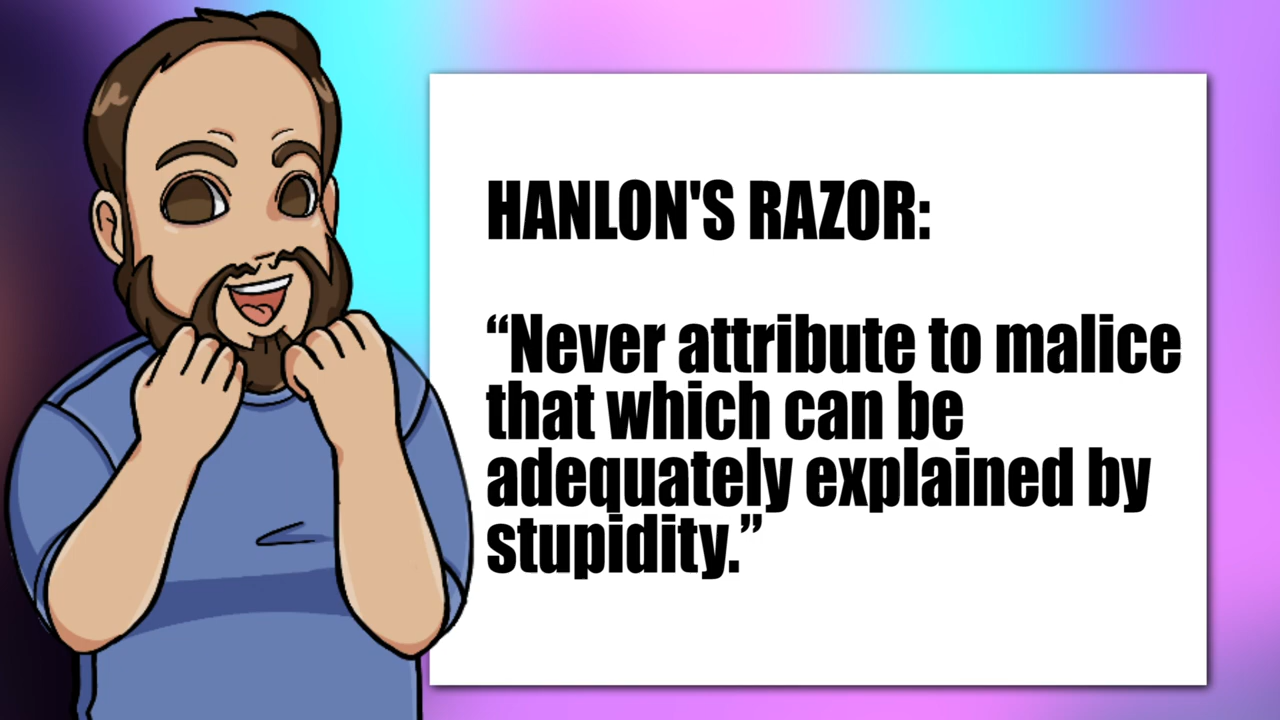 HANLON'S RAZOR:
“Never attribute to malice
that which can be
adequately explained by
stupidity.”